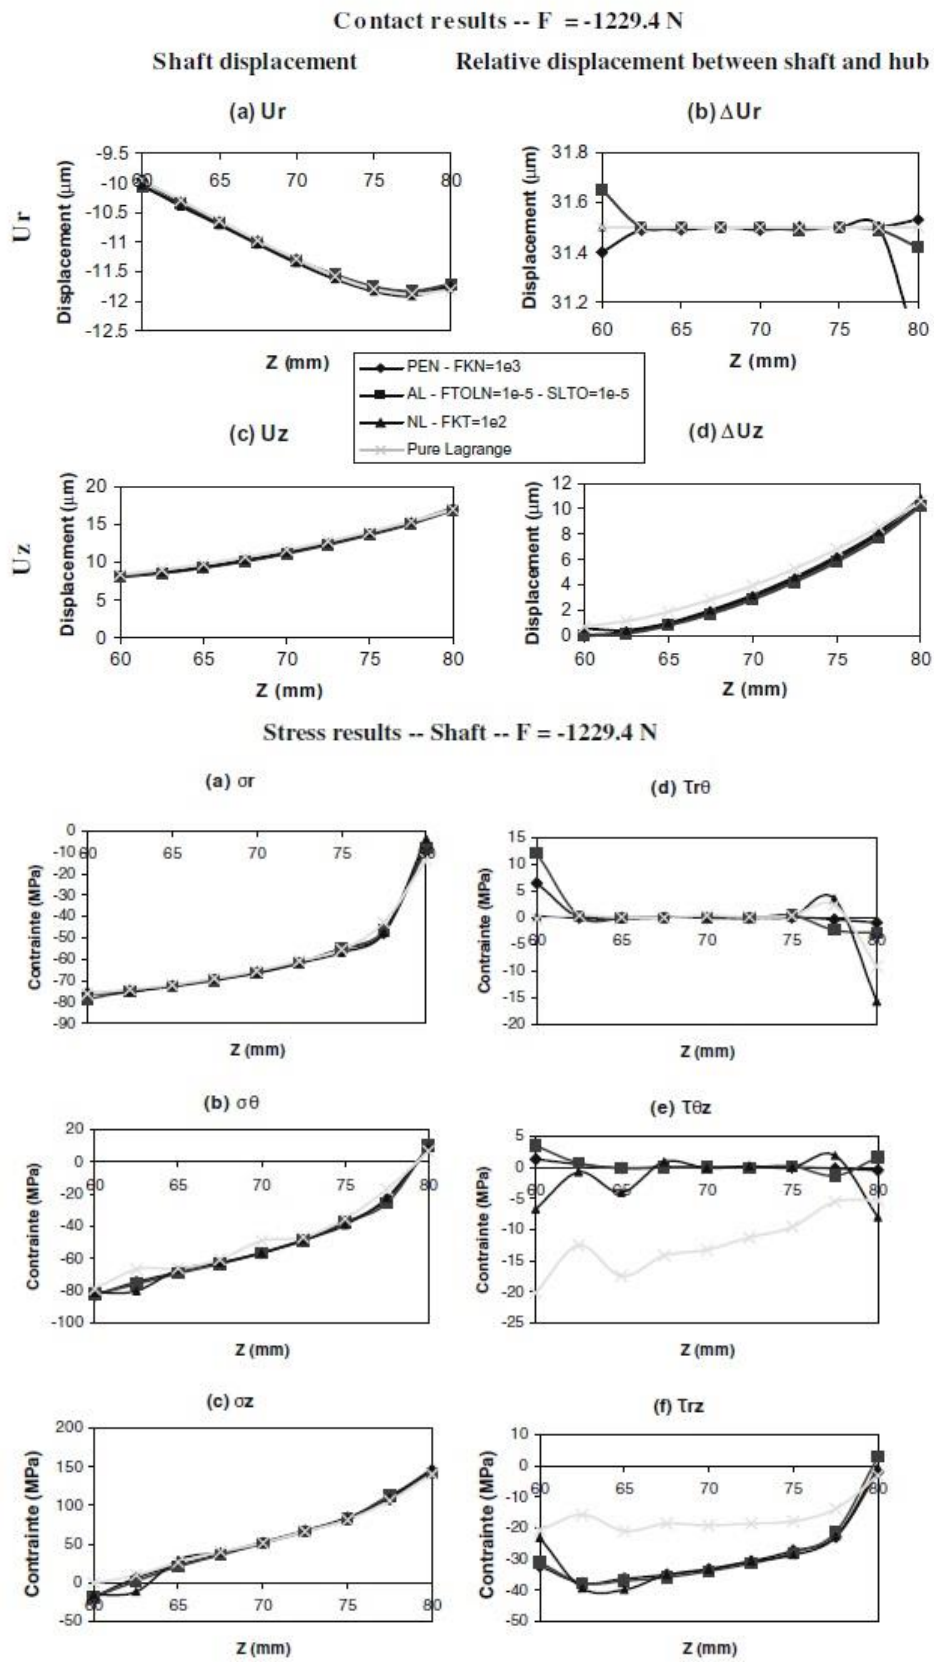 Contact results -- F = -1229.4 N
Shaft displacement
Relative displacement between shaft and hub
(a) Ur
(b) ΔUr
Ur
Displacement (μm)
-9.5
-10
-10.5
-11
-11.5
-12
-12.5
60 65 70 75 80
Z (mm)
Displacement (μm)
31.8
31.6
31.4
31.2
60 65 70 75 80
Z (mm)
PEN - FKN=1e3
AL - FTOLN=1e-5 - SLTO=1e-5
NL - FKT=1e2
Pure Lagrange
(c) Uz
(d) ΔUz
Uz
Displacement (μm)
20
15
10
5
0
60 65 70 75 80
Z (mm)
Displacement (μm)
12
10
8
6
4
2
0
60 65 70 75 80
Z (mm)
Stress results -- Shaft -- F = -1229.4 N
(a) σr
Contrainte (MPa)
0
-10
-20
-30
-40
-50
-60
-70
-80
-90
60 65 70 75 80
Z (mm)
(d) τrθ
Contrainte (MPa)
15
10
5
0
-5
-10
-15
-20
60 65 70 75 80
Z (mm)
(b) σθ
Contrainte (MPa)
20
0
-20
-40
-60
-80
-100
60 65 70 75 80
Z (mm)
(e) τθz
Contrainte (MPa)
5
0
-5
-10
-15
-20
-25
60 65 70 75 80
Z (mm)
(c) σz
Contrainte (MPa)
200
150
100
50
0
-50
60 65 70 75 80
Z (mm)
(f) τrz
Contrainte (MPa)
10
0
-10
-20
-30
-40
-50
60 65 70 75 80
Z (mm)